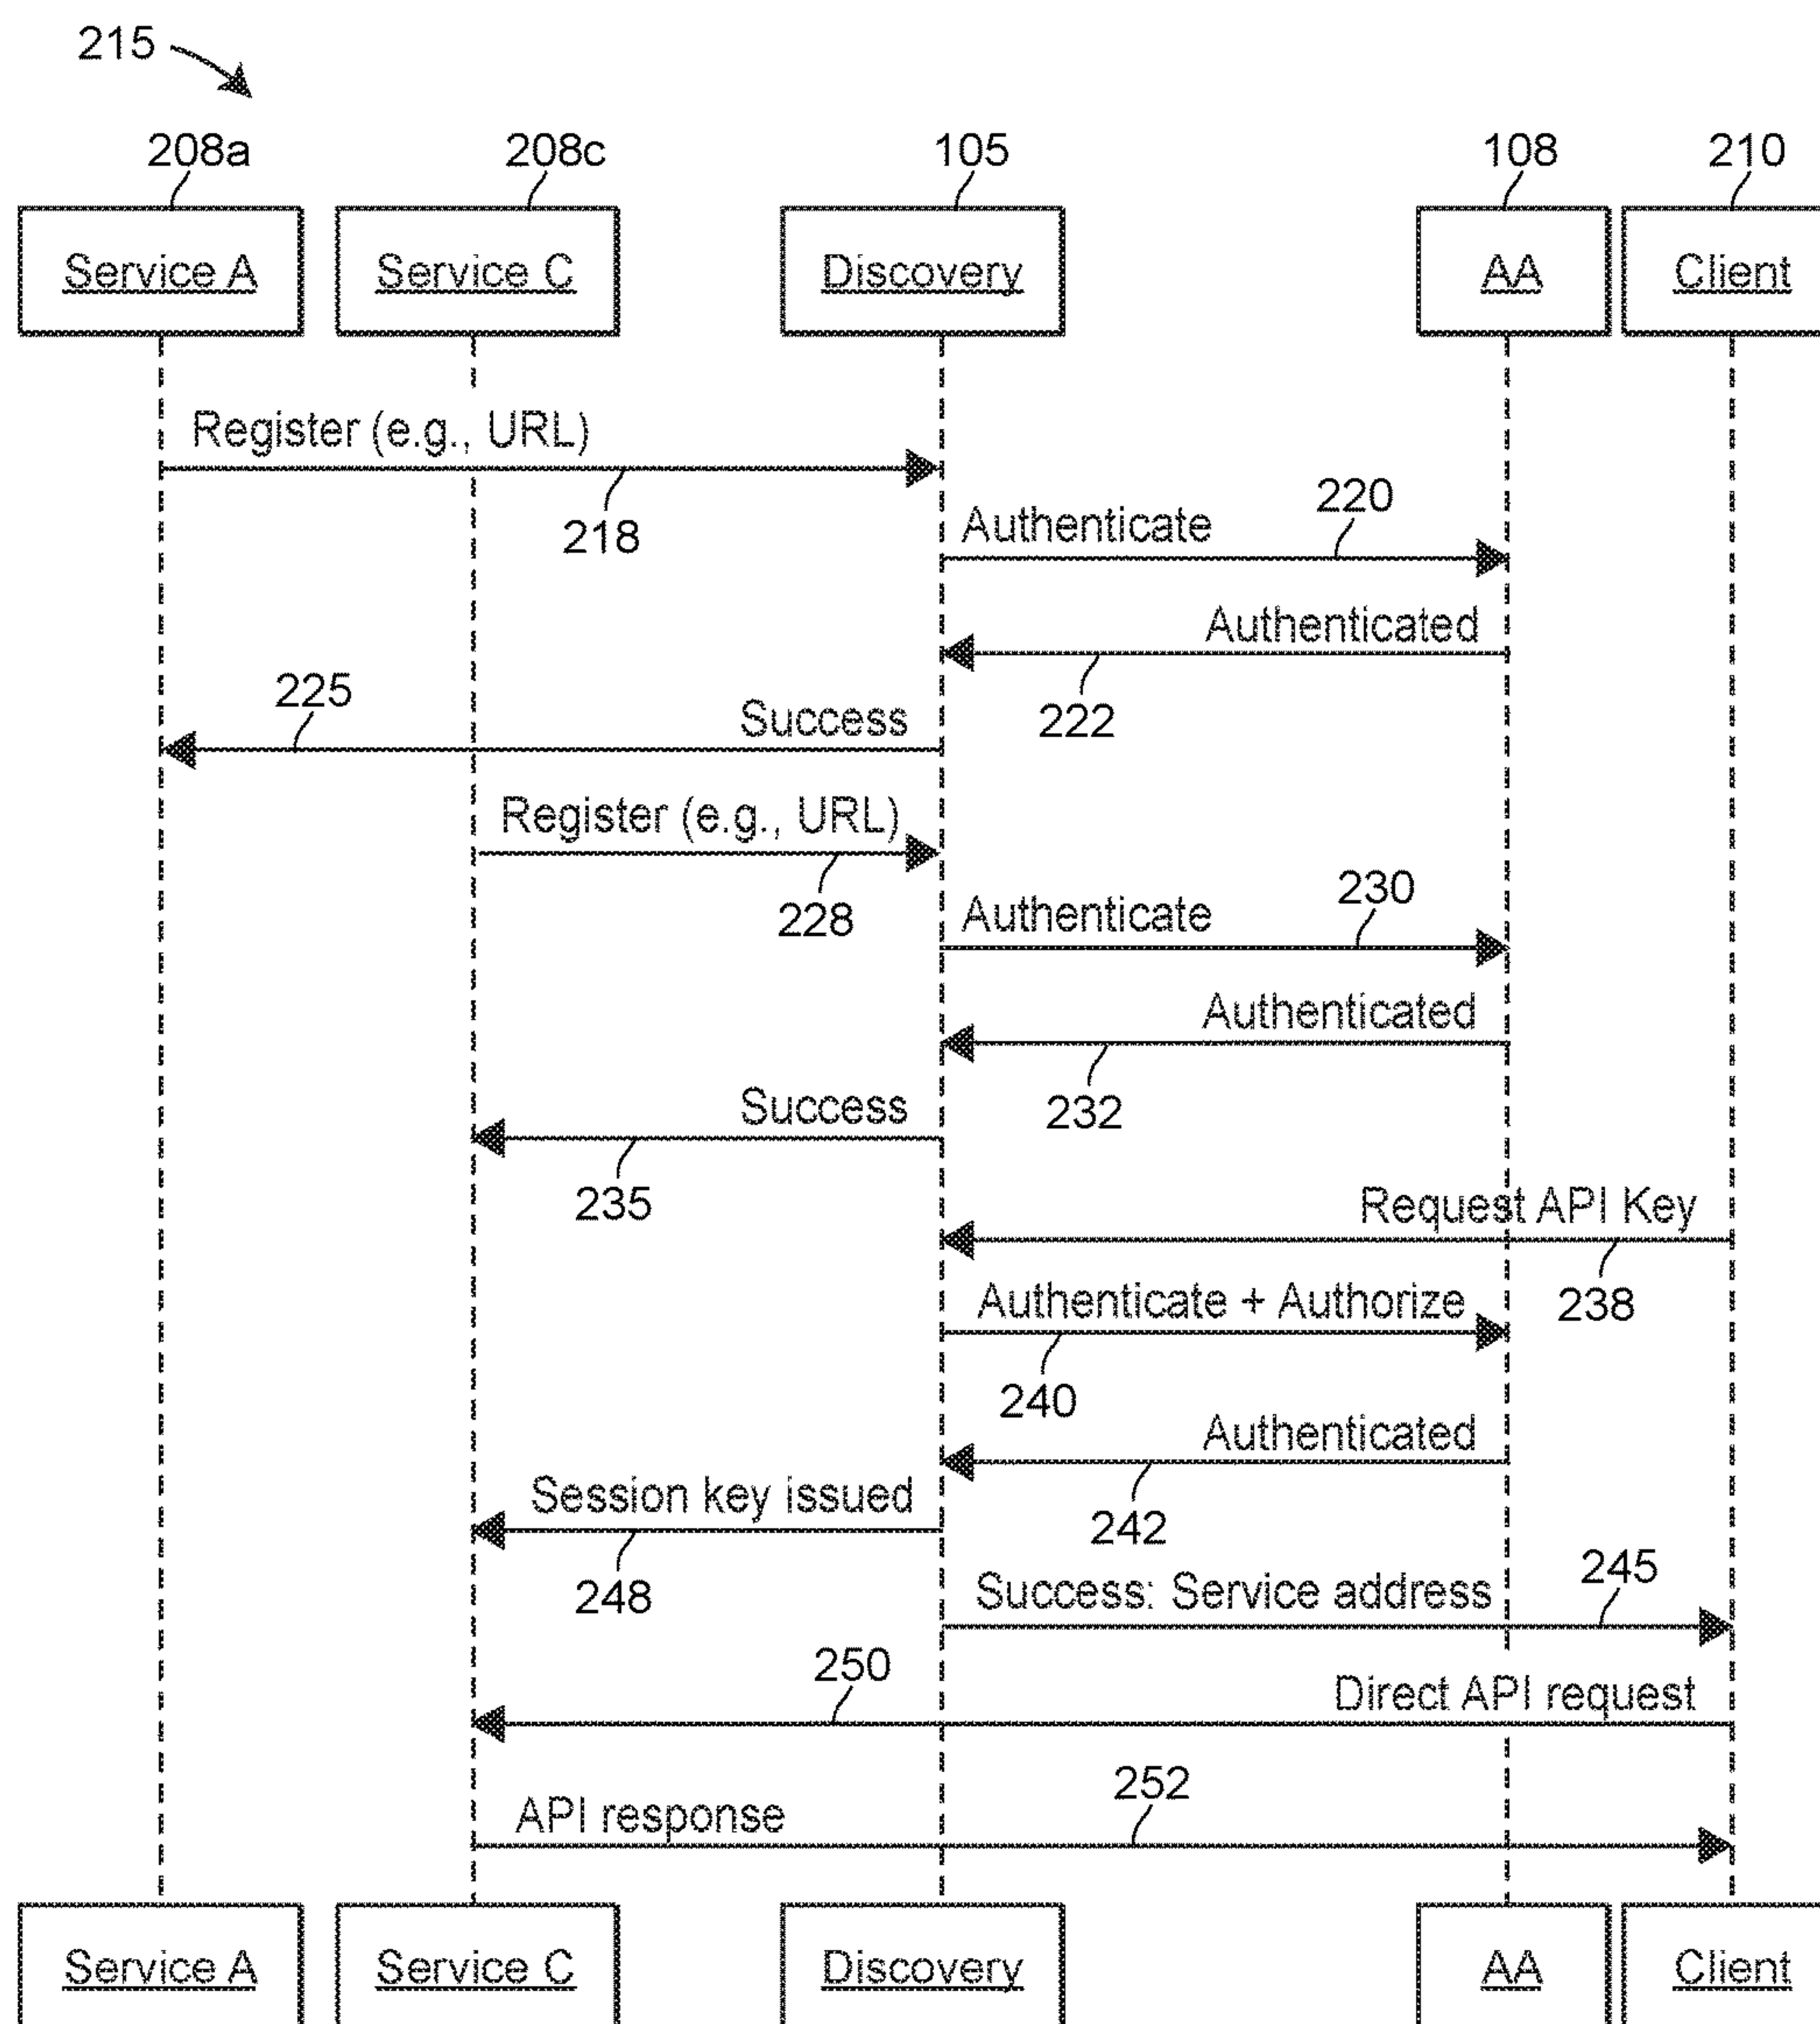 215
208a 208c 105 108 210
Service A Service C Discovery AA Client
Register (e.g., URL)
218
220
Authenticate
Authenticated
222
225
Success
Register (e.g., URL)
228
230
Authenticate
Authenticated
232
Success
235
Request API Key
238
Authenticate + Authorize
240
Authenticated
242
Session key issued
248
245
Success: Service address
250
Direct API request
252
API response
Service A Service C Discovery AA Client